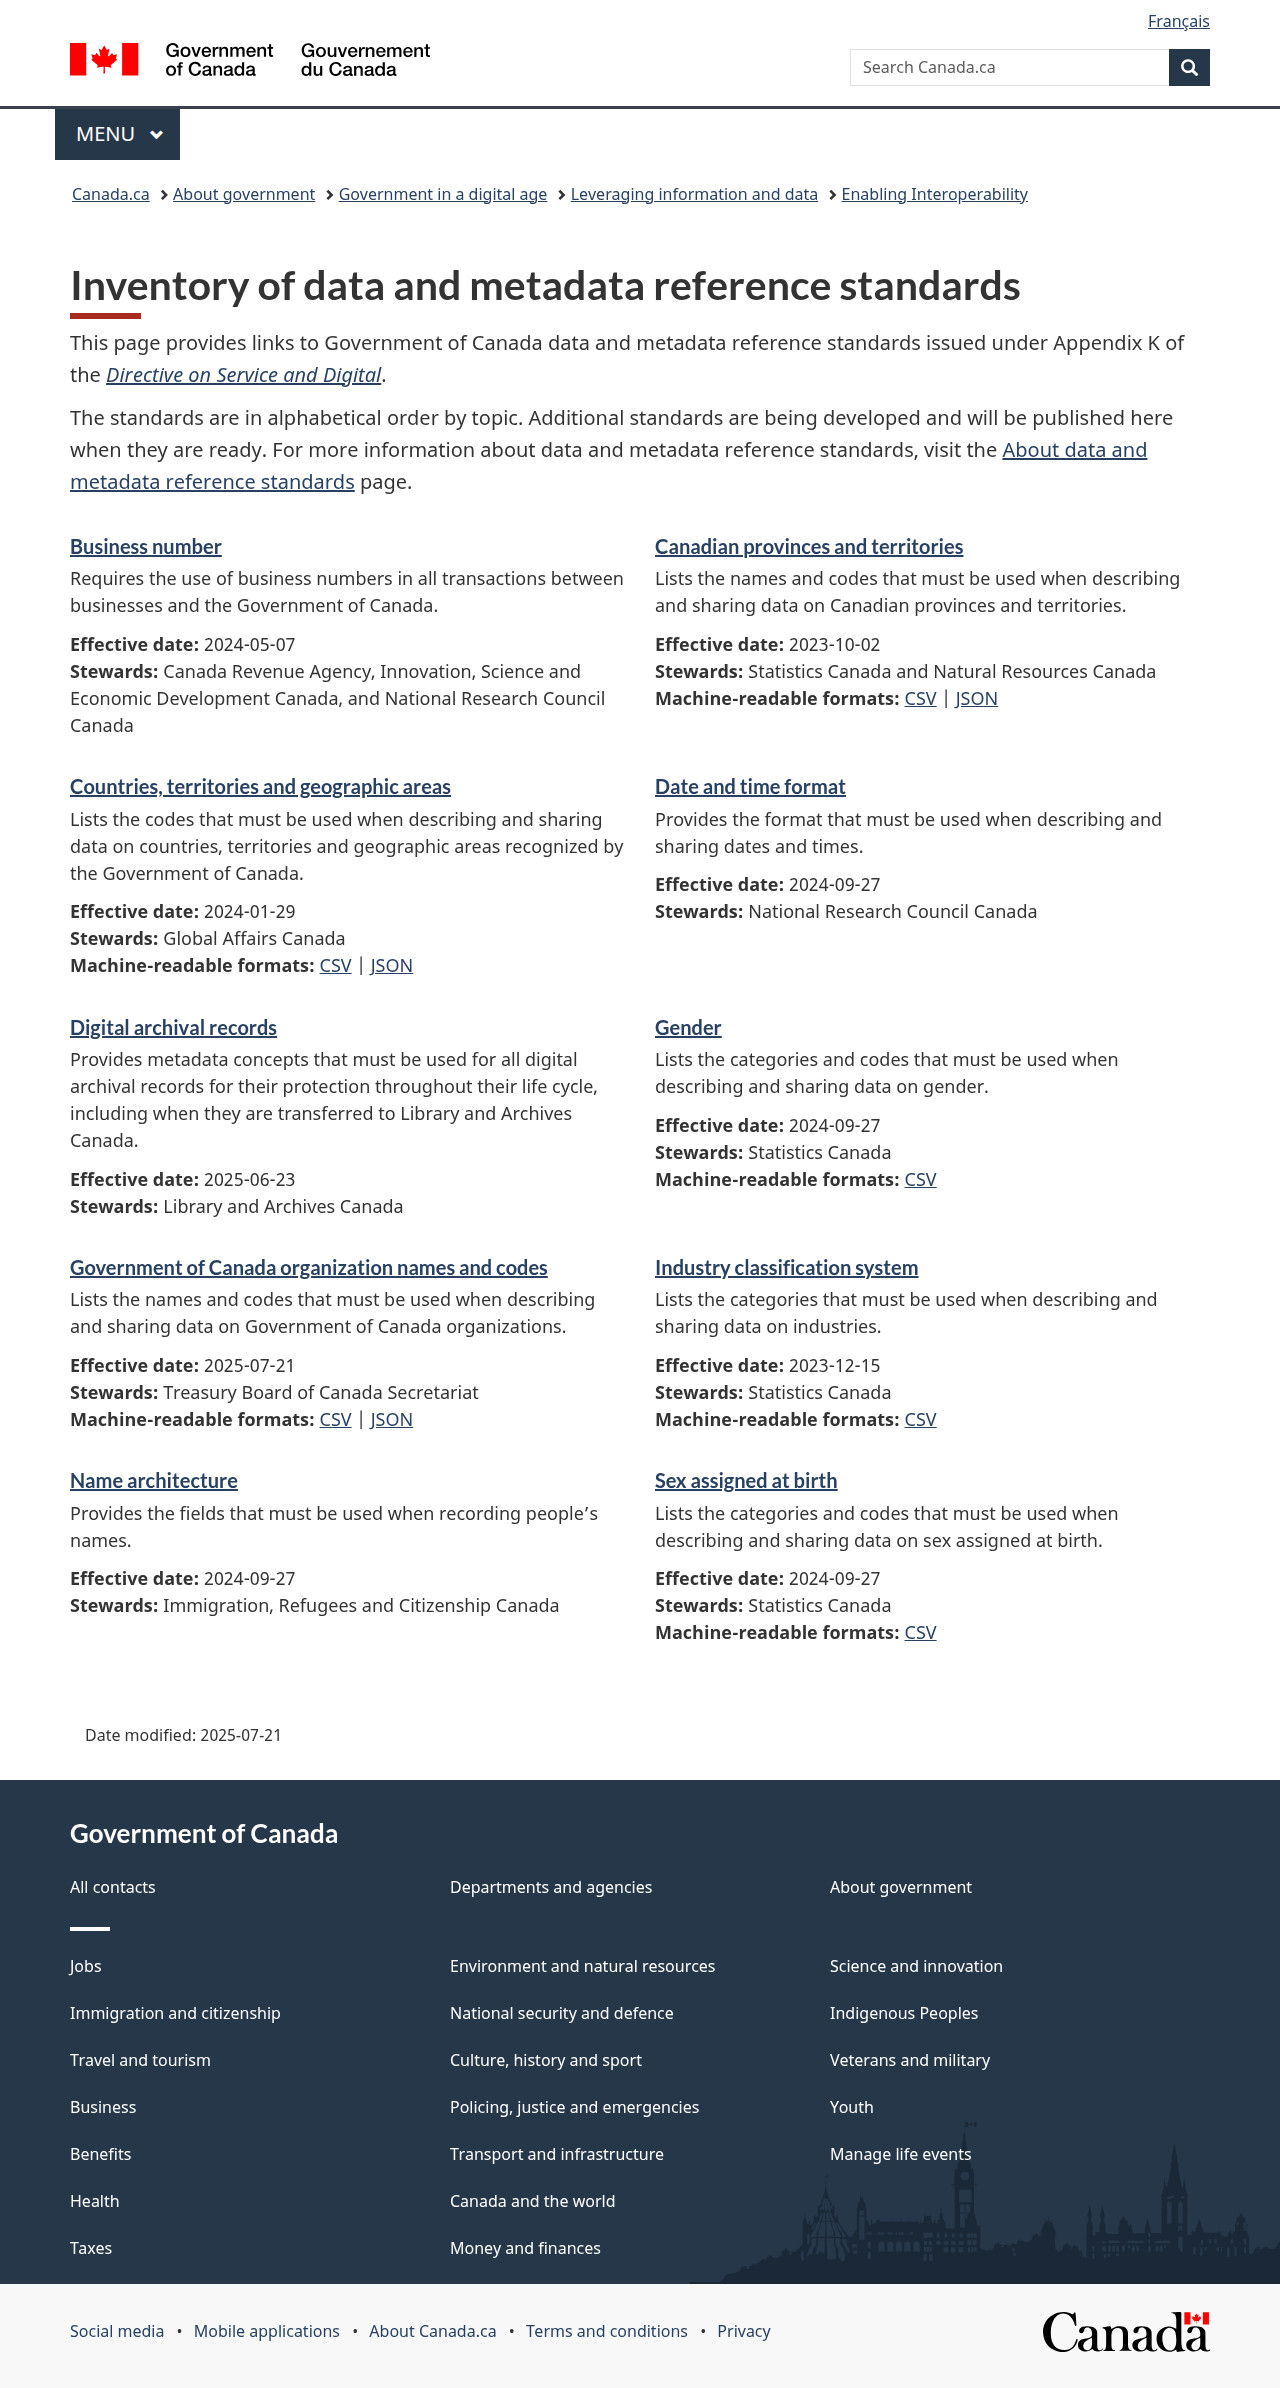 Français
Government of Canada
Gouvernement du Canada
Search Canada.ca
MENU
Canada.ca > About government > Government in a digital age > Leveraging information and data > Enabling Interoperability
Inventory of data and metadata reference standards
This page provides links to Government of Canada data and metadata reference standards issued under Appendix K of
the Directive on Service and Digital.
The standards are in alphabetical order by topic. Additional standards are being developed and will be published here
when they are ready. For more information about data and metadata reference standards, visit the About data and
metadata reference standards page.
Business number
Requires the use of business numbers in all transactions between
businesses and the Government of Canada.
Effective date: 2024-05-07
Stewards: Canada Revenue Agency, Innovation, Science and
Economic Development Canada, and National Research Council
Canada
Canadian provinces and territories
Lists the names and codes that must be used when describing
and sharing data on Canadian provinces and territories.
Effective date: 2023-10-02
Stewards: Statistics Canada and Natural Resources Canada
Machine-readable formats: CSV | JSON
Countries, territories and geographic areas
Lists the codes that must be used when describing and sharing
data on countries, territories and geographic areas recognized by
the Government of Canada.
Effective date: 2024-01-29
Stewards: Global Affairs Canada
Machine-readable formats: CSV | JSON
Date and time format
Provides the format that must be used when describing and
sharing dates and times.
Effective date: 2024-09-27
Stewards: National Research Council Canada
Digital archival records
Provides metadata concepts that must be used for all digital
archival records for their protection throughout their life cycle,
including when they are transferred to Library and Archives
Canada.
Effective date: 2025-06-23
Stewards: Library and Archives Canada
Gender
Lists the categories and codes that must be used when
describing and sharing data on gender.
Effective date: 2024-09-27
Stewards: Statistics Canada
Machine-readable formats: CSV
Government of Canada organization names and codes
Lists the names and codes that must be used when describing
and sharing data on Government of Canada organizations.
Effective date: 2025-07-21
Stewards: Treasury Board of Canada Secretariat
Machine-readable formats: CSV | JSON
Industry classification system
Lists the categories that must be used when describing and
sharing data on industries.
Effective date: 2023-12-15
Stewards: Statistics Canada
Machine-readable formats: CSV
Name architecture
Provides the fields that must be used when recording people’s
names.
Effective date: 2024-09-27
Stewards: Immigration, Refugees and Citizenship Canada
Sex assigned at birth
Lists the categories and codes that must be used when
describing and sharing data on sex assigned at birth.
Effective date: 2024-09-27
Stewards: Statistics Canada
Machine-readable formats: CSV
Date modified: 2025-07-21
Government of Canada
All contacts
Departments and agencies
About government
Jobs
Environment and natural resources
Science and innovation
Immigration and citizenship
National security and defence
Indigenous Peoples
Travel and tourism
Culture, history and sport
Veterans and military
Business
Policing, justice and emergencies
Youth
Benefits
Transport and infrastructure
Manage life events
Health
Canada and the world
Taxes
Money and finances
Social media • Mobile applications • About Canada.ca • Terms and conditions • Privacy
Canada